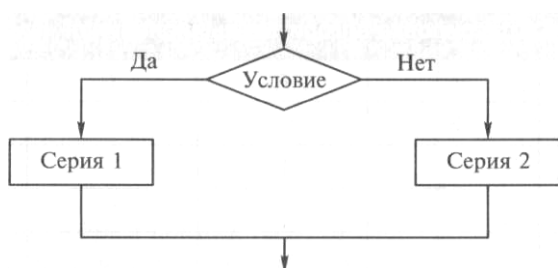 Да
Нет
Условие
Серия 1
Серия 2